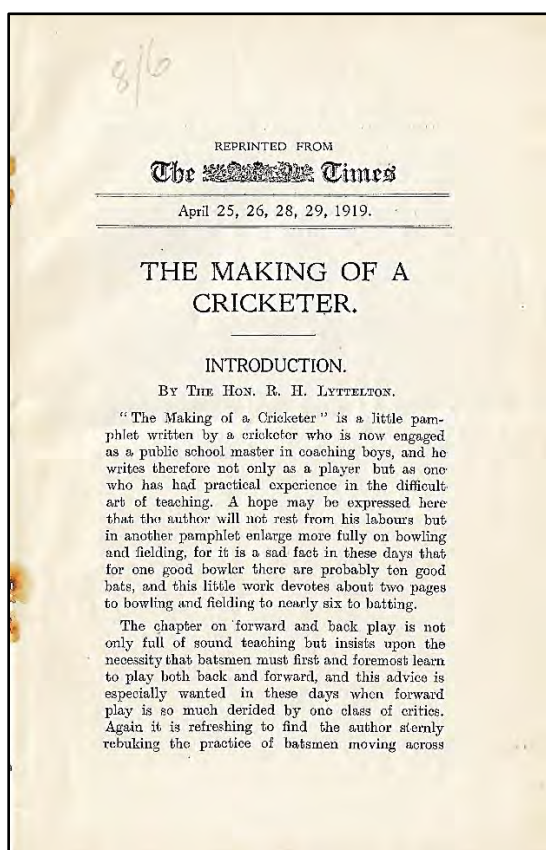 8/6
REPRINTED FROM
The Times
April 25, 26, 28, 29, 1919.
THE MAKING OF A
CRICKETER.
INTRODUCTION.
BY THE HON. R. H. LYTTELTON.
“ The Making of a Cricketer ” is a little pam-
phlet written by a cricketer who is now engaged
as a public school master in coaching boys, and he
writes therefore not only as a player but as one
who has had practical experience in the difficult
art of teaching. A hope may be expressed here
that the author will not rest from his labours but
in another pamphlet enlarge more fully on bowling
and fielding, for it is a sad fact in these days that
for one good bowler there are probably ten good
bats, and this little work devotes about two pages
to bowling and fielding to nearly six to batting.
The chapter on forward and back play is not
only full of sound teaching but insists upon the
necessity that batsmen must first and foremost learn
to play both back and forward, and this advice is
especially wanted in these days when forward
play is so much derided by one class of critics.
Again it is refreshing to find the author sternly
rebuking the practice of batsmen moving across